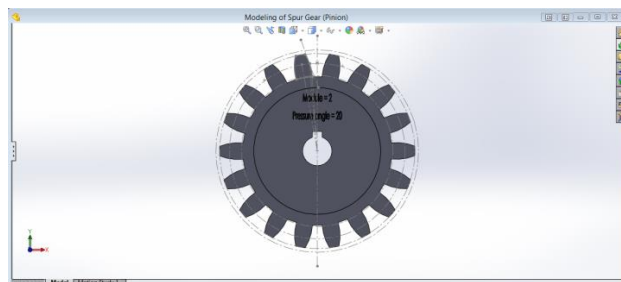 Modeling of Spur Gear (Pinion)
Module = 2
Pressure angle = 20
Y
X
Model